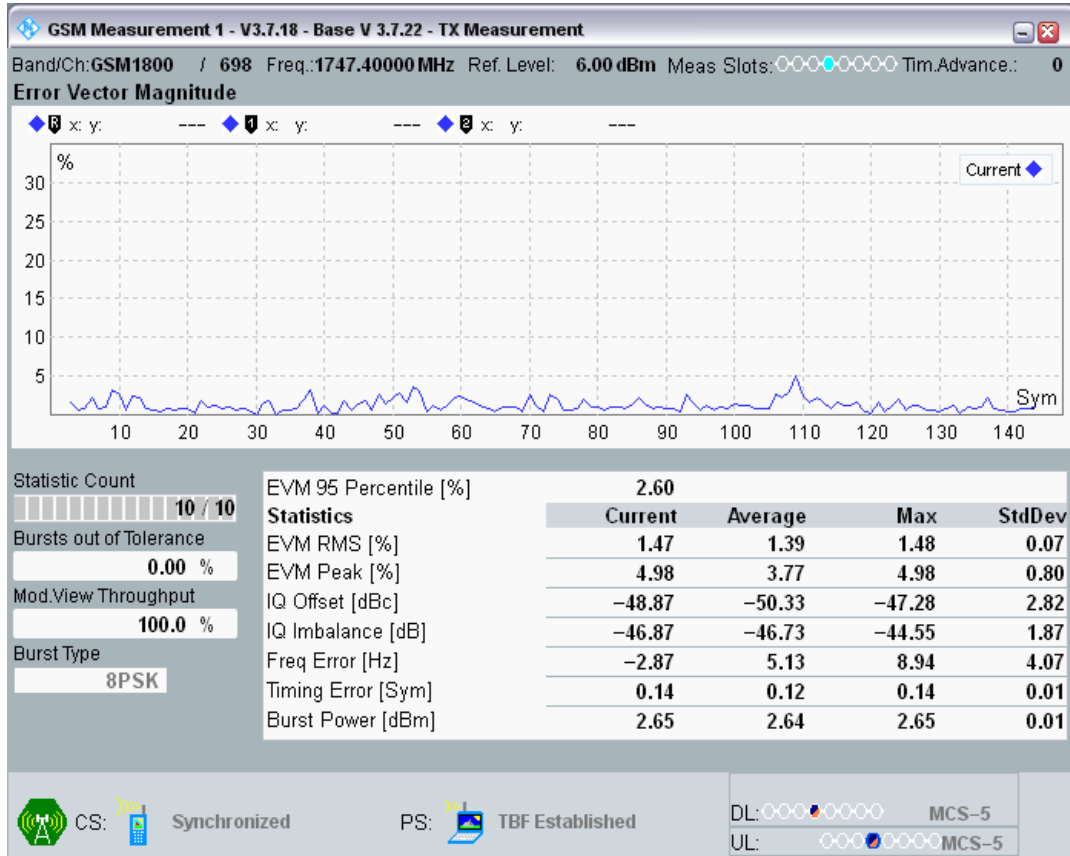 GSM Measurement 1 - V3.7.18 - Base V 3.7.22 - TX Measurement
Band/Ch:GSM1800 / 698 Freq.:1747.40000 MHz Ref. Level: 6.00 dBm Meas Slots: Tim.Advance.: 0
Error Vector Magnitude
R x: y: --- 1 x: y: --- 2 x: y: ---
%
Current
30
25
20
15
10
5
Sym
10 20 30 40 50 60 70 80 90 100 110 120 130 140
Statistic Count
10 / 10
Bursts out of Tolerance
0.00 %
Mod.View Throughput
100.0 %
Burst Type
8PSK
EVM 95 Percentile [%] 2.60
Statistics Current Average Max StdDev
EVM RMS [%] 1.47 1.39 1.48 0.07
EVM Peak [%] 4.98 3.77 4.98 0.80
IQ Offset [dBc] −48.87 −50.33 −47.28 2.82
IQ Imbalance [dB] −46.87 −46.73 −44.55 1.87
Freq Error [Hz] −2.87 5.13 8.94 4.07
Timing Error [Sym] 0.14 0.12 0.14 0.01
Burst Power [dBm] 2.65 2.64 2.65 0.01
CS: Synchronized PS: TBF Established
DL: MCS−5
UL: MCS−5